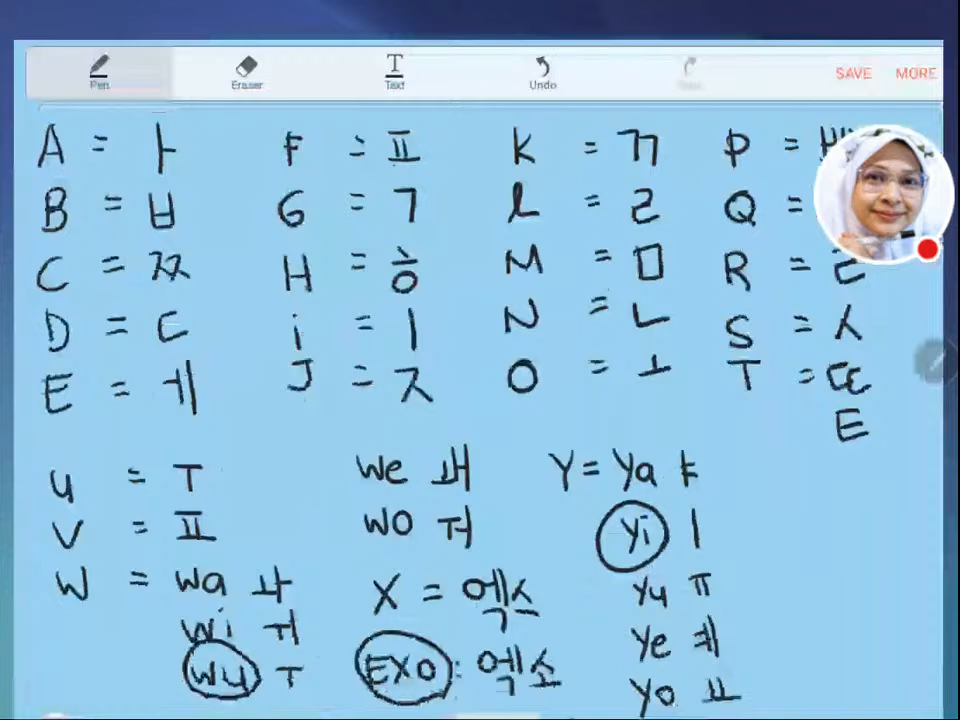 Pen Eraser Text Undo SAVE MORE
A = ㅏ F = ㅍ K = ㄲ P = ㅃ
B = ㅂ G = ㄱ L = ㄹ Q =
C = ㅉ H = ㅎ M = ㅁ R = ㄹ
D = ㄷ i = ㅣ N = ㄴ S = ㅅ
E = ㅔ J = ㅈ O = ㅗ T = ㄸ
ㅌ
U = ㅜ We ㅙ Y = Ya ㅑ
V = ㅍ WO ㅝ Yi ㅣ
W = Wa ㅘ X = 엑스 Yu ㅠ
Wi ㅟ Ye ㅖ
Wu ㅜ EXO : 엑소 Yo ㅛ